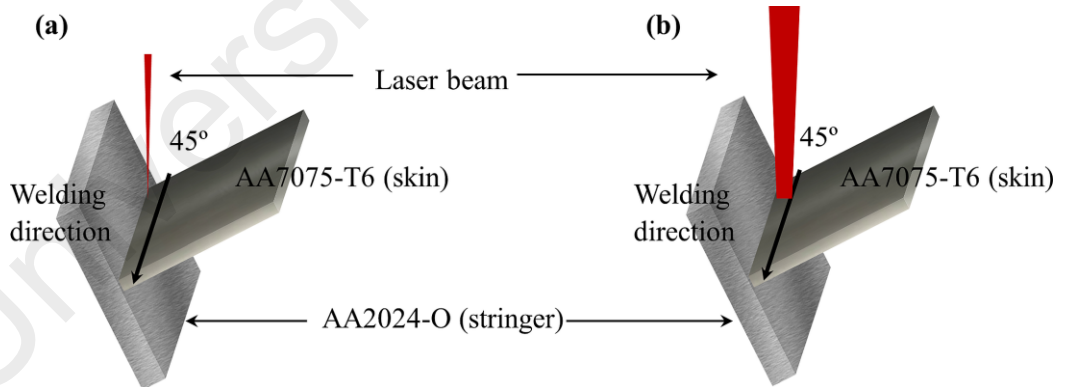 (a)
(b)
Laser beam
45º
45º
AA7075-T6 (skin)
AA7075-T6 (skin)
Welding
direction
Welding
direction
AA2024-O (stringer)